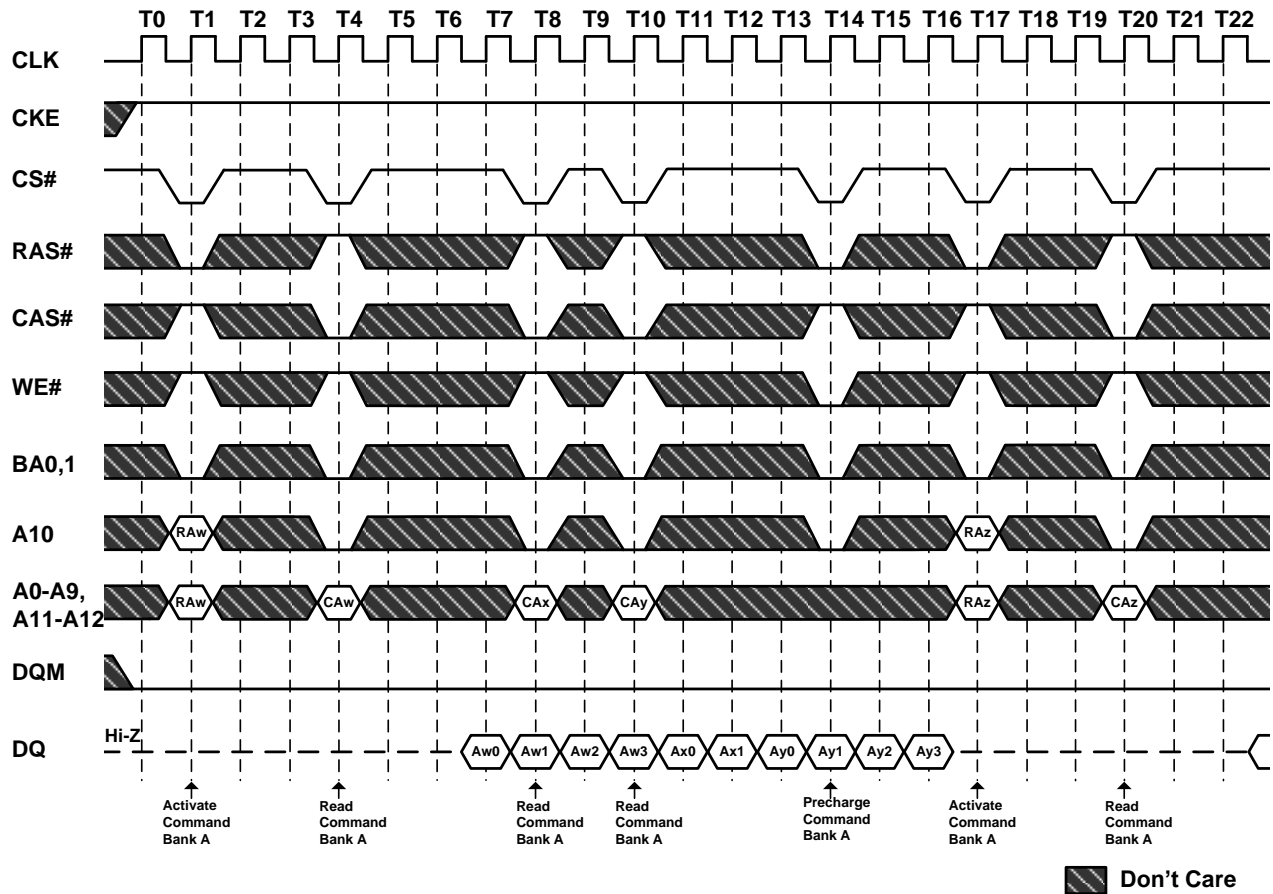 T0 T1 T2 T3 T4 T5 T6 T7 T8 T9 T10 T11 T12 T13 T14 T15 T16 T17 T18 T19 T20 T21 T22
CLK
CKE
CS#
RAS#
CAS#
WE#
BA0,1
A10
RAw RAz
A0-A9,
A11-A12
RAw CAw CAx CAy RAz CAz
DQM
Hi-Z
DQ
Aw0 Aw1 Aw2 Aw3 Ax0 Ax1 Ay0 Ay1 Ay2 Ay3
Activate
Command
Bank A
Read
Command
Bank A
Read
Command
Bank A
Read
Command
Bank A
Precharge
Command
Bank A
Activate
Command
Bank A
Read
Command
Bank A
Don't Care